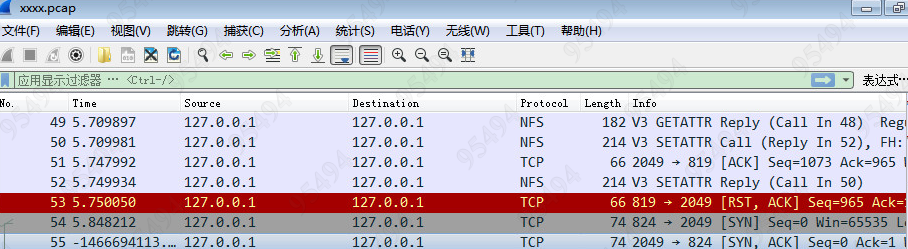 xxxx.pcap
文件(F) 编辑(E) 视图(V) 跳转(G) 捕获(C) 分析(A) 统计(S) 电话(Y) 无线(W) 工具(T) 帮助(H)
应用显示过滤器 … <Ctrl-/> 表达式…
No. Time Source Destination Protocol Length Info
49 5.709897 127.0.0.1 127.0.0.1 NFS 182 V3 GETATTR Reply (Call In 48) Regu
50 5.709981 127.0.0.1 127.0.0.1 NFS 214 V3 SETATTR Call (Reply In 52), FH:
51 5.747992 127.0.0.1 127.0.0.1 TCP 66 2049 → 819 [ACK] Seq=1073 Ack=965 W
52 5.749934 127.0.0.1 127.0.0.1 NFS 214 V3 SETATTR Reply (Call In 50)
53 5.750050 127.0.0.1 127.0.0.1 TCP 66 819 → 2049 [RST, ACK] Seq=965 Ack=
54 5.848212 127.0.0.1 127.0.0.1 TCP 74 824 → 2049 [SYN] Seq=0 Win=65535 Le
55 -1466694113.… 127.0.0.1 127.0.0.1 TCP 74 2049 → 824 [SYN, ACK] Seq=0 Ack=1
95494